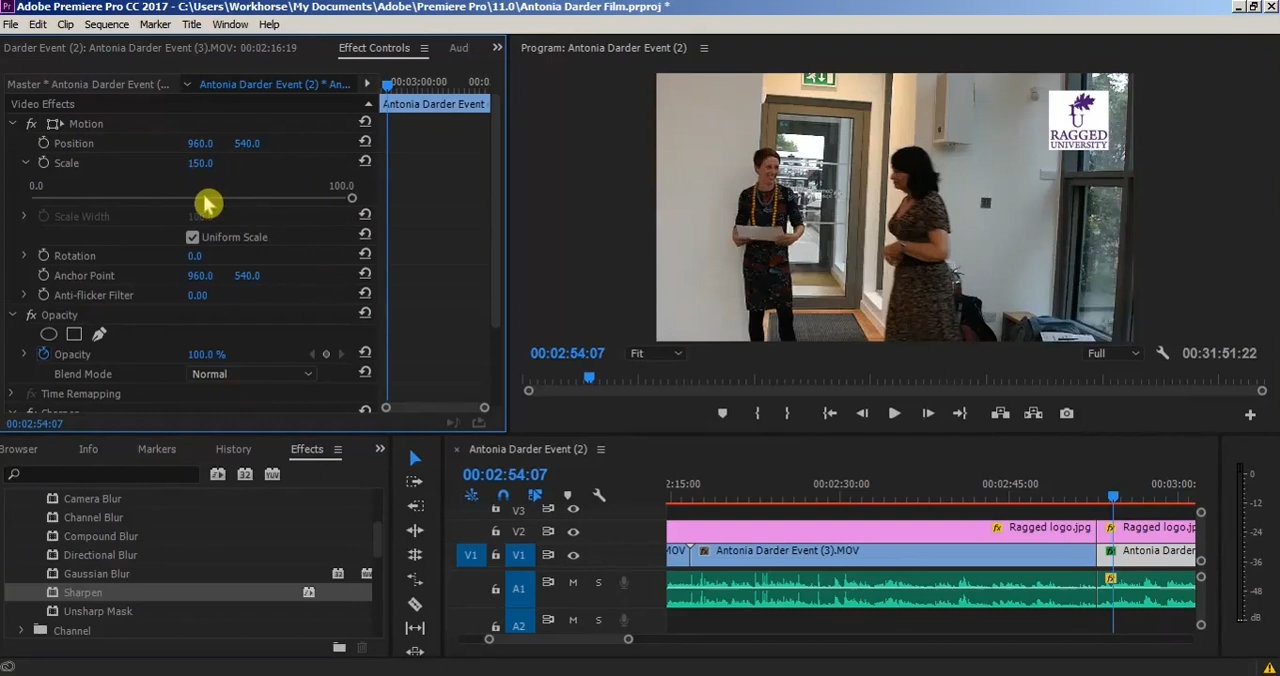 Adobe Premiere Pro CC 2017 - C:\Users\Workhorse\My Documents\Adobe\Premiere Pro\11.0\Antonia Darder Film.prproj *
File Edit Clip Sequence Marker Title Window Help
Darder Event (2): Antonia Darder Event (3).MOV: 00:02:16:19 Effect Controls Aud
Program: Antonia Darder Event (2)
Master * Antonia Darder Event (... Antonia Darder Event (2) * An...
00:03:00:00 00:0
Video Effects
Antonia Darder Event
fx Motion
Position 960.0 540.0
Scale 150.0
0.0 100.0
Scale Width
Uniform Scale
Rotation 0.0
Anchor Point 960.0 540.0
Anti-flicker Filter 0.00
fx Opacity
Opacity 100.0 %
Blend Mode Normal
fx Time Remapping
00:02:54:07
RAGGED
UNIVERSITY
00:02:54:07 Fit Full 00:31:51:22
Browser Info Markers History Effects
Camera Blur
Channel Blur
Compound Blur
Directional Blur
Gaussian Blur
Sharpen
Unsharp Mask
Channel
Antonia Darder Event (2)
00:02:54:07
2:15:00 00:02:30:00 00:02:45:00 00:03:00:
V3
V2 fx Ragged logo.jpg fx Ragged logo.jp
V1 V1 MOV fx Antonia Darder Event (3).MOV fx Antonia Darder
A1 M S
A2 M S
0
-12
-24
-36
-48
dB